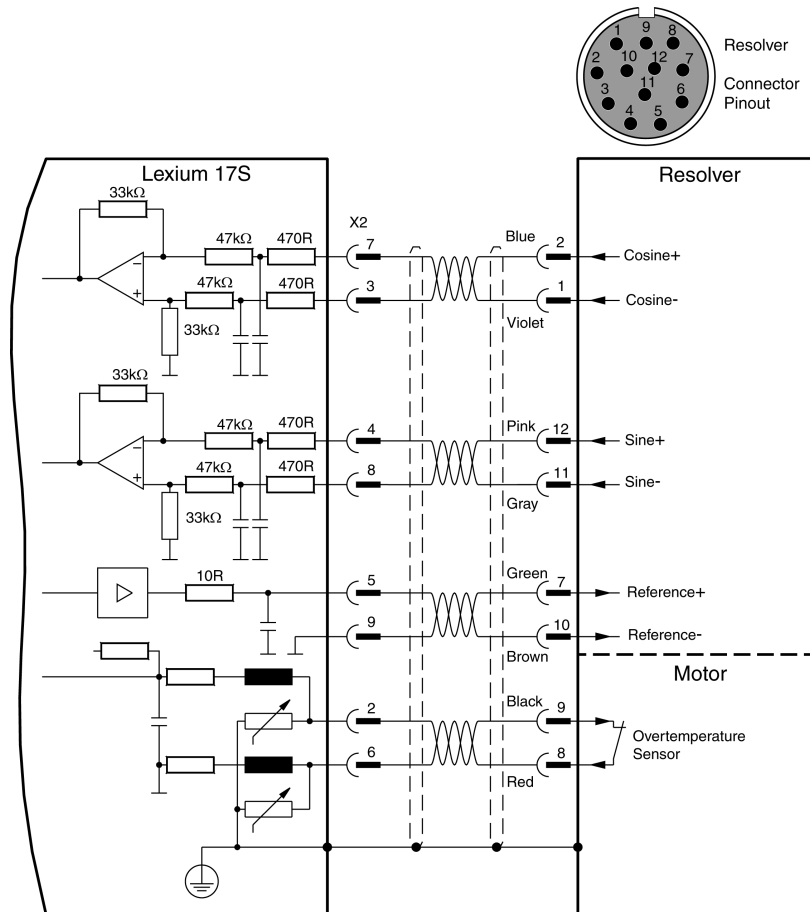 1 9 8
Resolver
2 10 12 7
Connector
Pinout
11
3 6
4 5
Lexium 17S
Resolver
33kΩ
X2
47kΩ 470R 7 Blue 2 Cosine+
47kΩ 470R 3 1 Cosine-
Violet
33kΩ
33kΩ
47kΩ 470R 4 Pink 12 Sine+
47kΩ 470R 8 11 Sine-
Gray
33kΩ
10R 5 Green 7 Reference+
9 10 Reference-
Brown
Motor
2 Black 9
Overtemperature
Sensor
6 8
Red